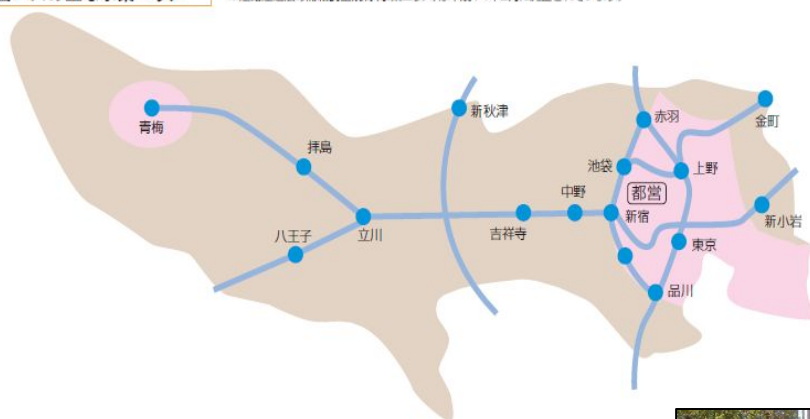 青梅
拝島
新秋津
赤羽
金町
池袋
上野
中野
都営
新宿
新小岩
八王子
立川
吉祥寺
東京
品川